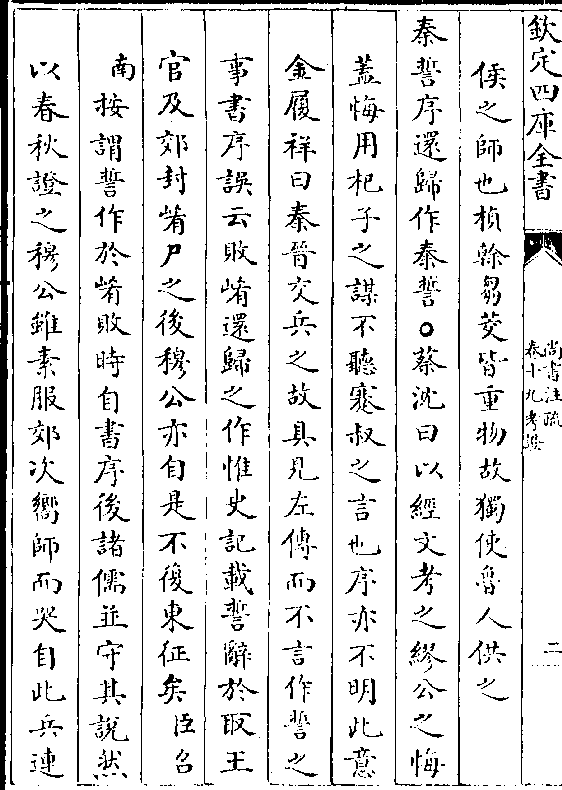 欽定四庫全書
尚書注疏
卷十九考證
二
侯之師也楨榦芻茭皆重物故獨使魯人供之
秦誓序還歸作秦誓○蔡沈曰以經文考之繆公之悔
蓋悔用杞子之謀不聽蹇叔之言也序亦不明此意
金履祥曰秦晉交兵之故具見左傳而不言作誓之
事書序誤云敗崤還歸之作惟史記載誓辭於取王
官及郊封崤尸之後穆公亦自是不復東征矣臣召
南按謂誓作於崤敗時自書序後諸儒並守其説然
以春秋證之穆公雖素服郊次嚮師而哭自此兵連